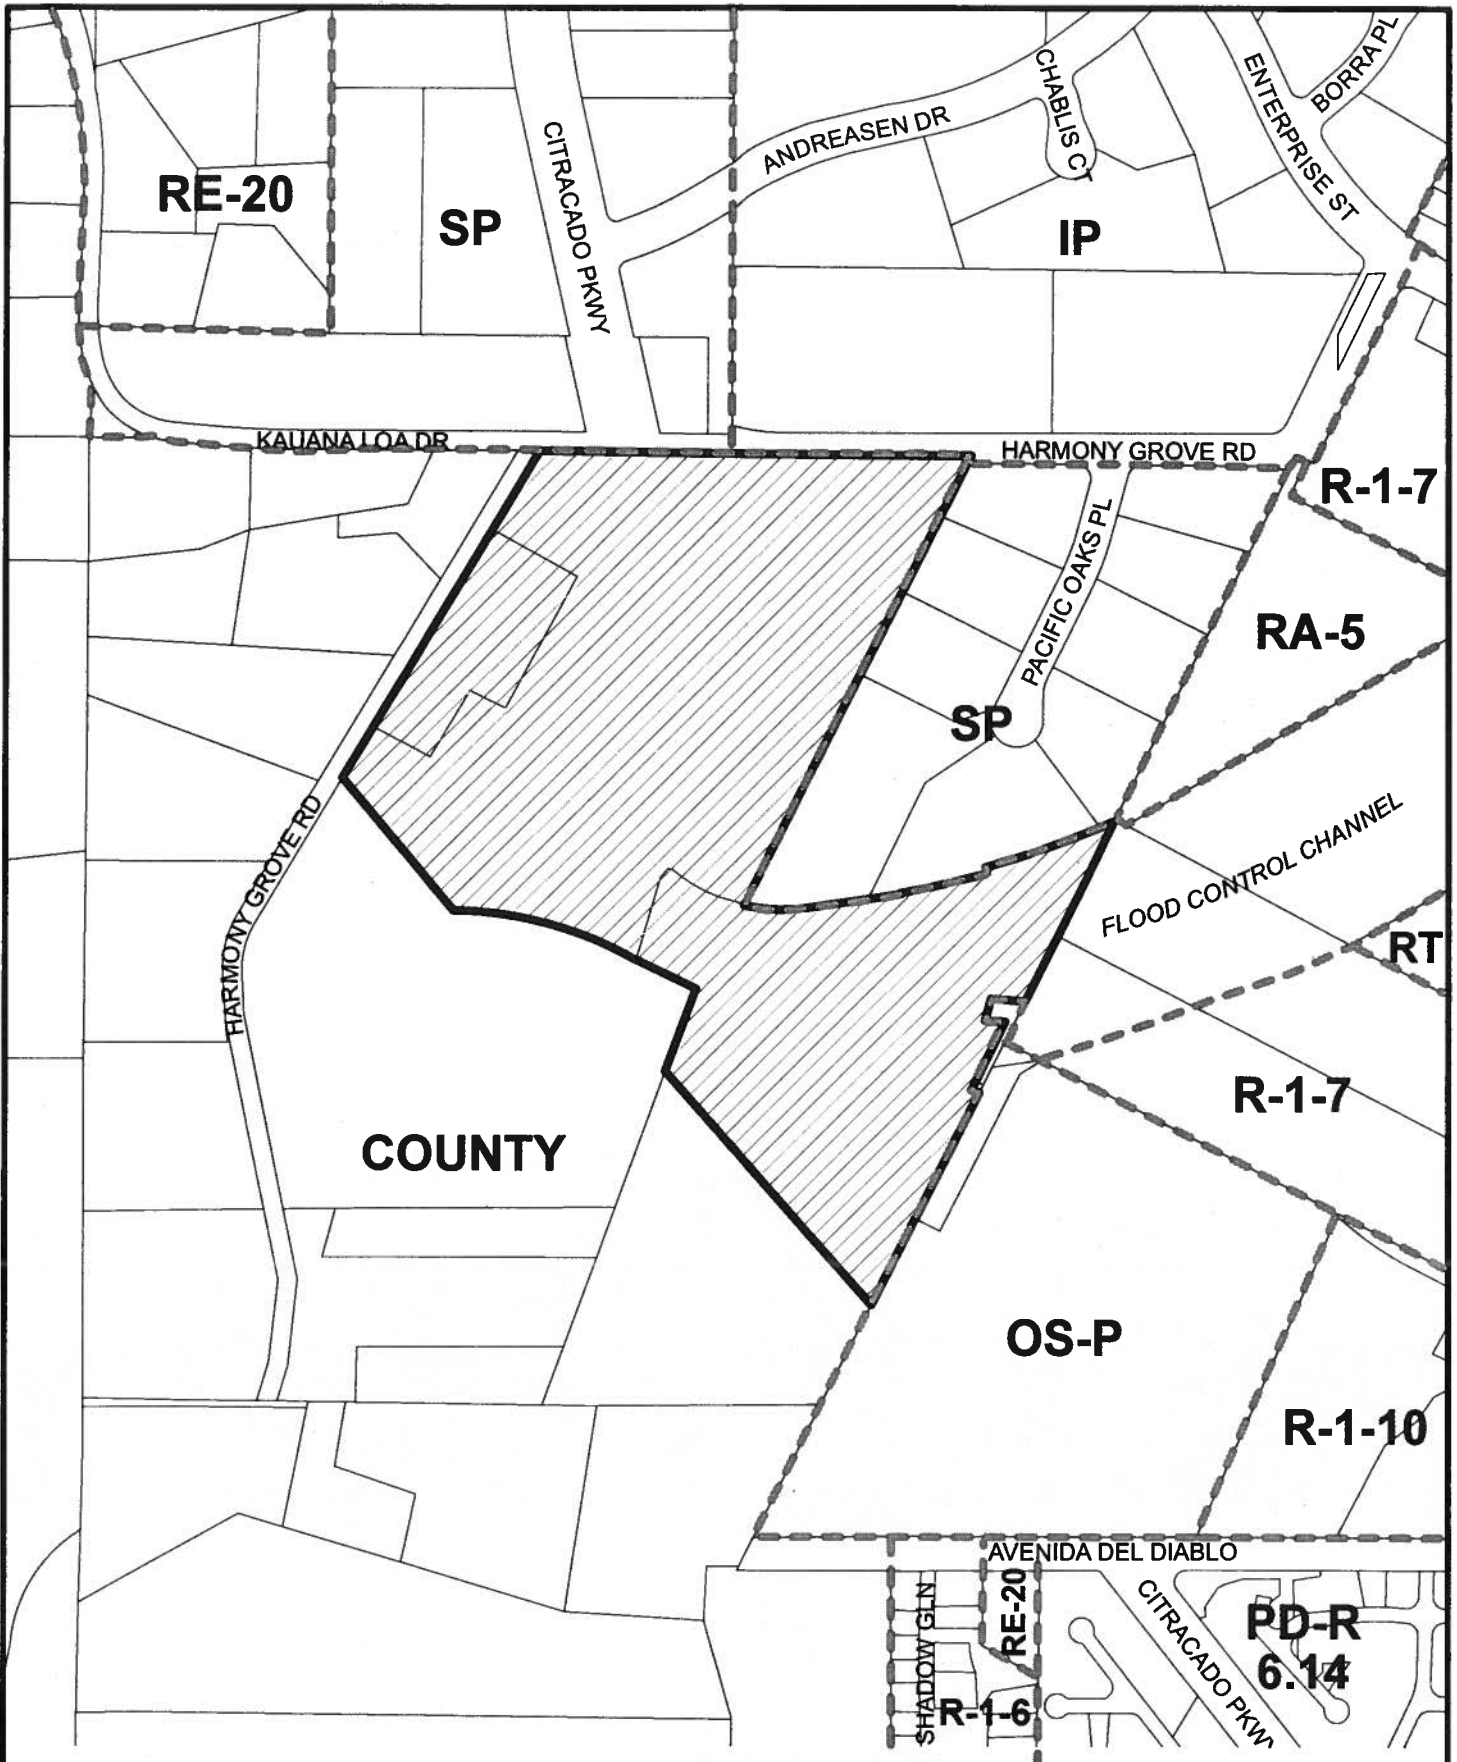 BORRA PL
CHABLIS CT
ENTERPRISE ST
ANDREASEN DR
CITRACADO PKWY
RE-20
SP
IP
KAUANA LOA DR
HARMONY GROVE RD
R-1-7
PACIFIC OAKS PL
RA-5
SP
HARMONY GROVE RD
FLOOD CONTROL CHANNEL
RT
R-1-7
COUNTY
OS-P
R-1-10
AVENIDA DEL DIABLO
SHADOW GLN
RE-20
CITRACADO PKWY
PD-R
6.14
R-1-6